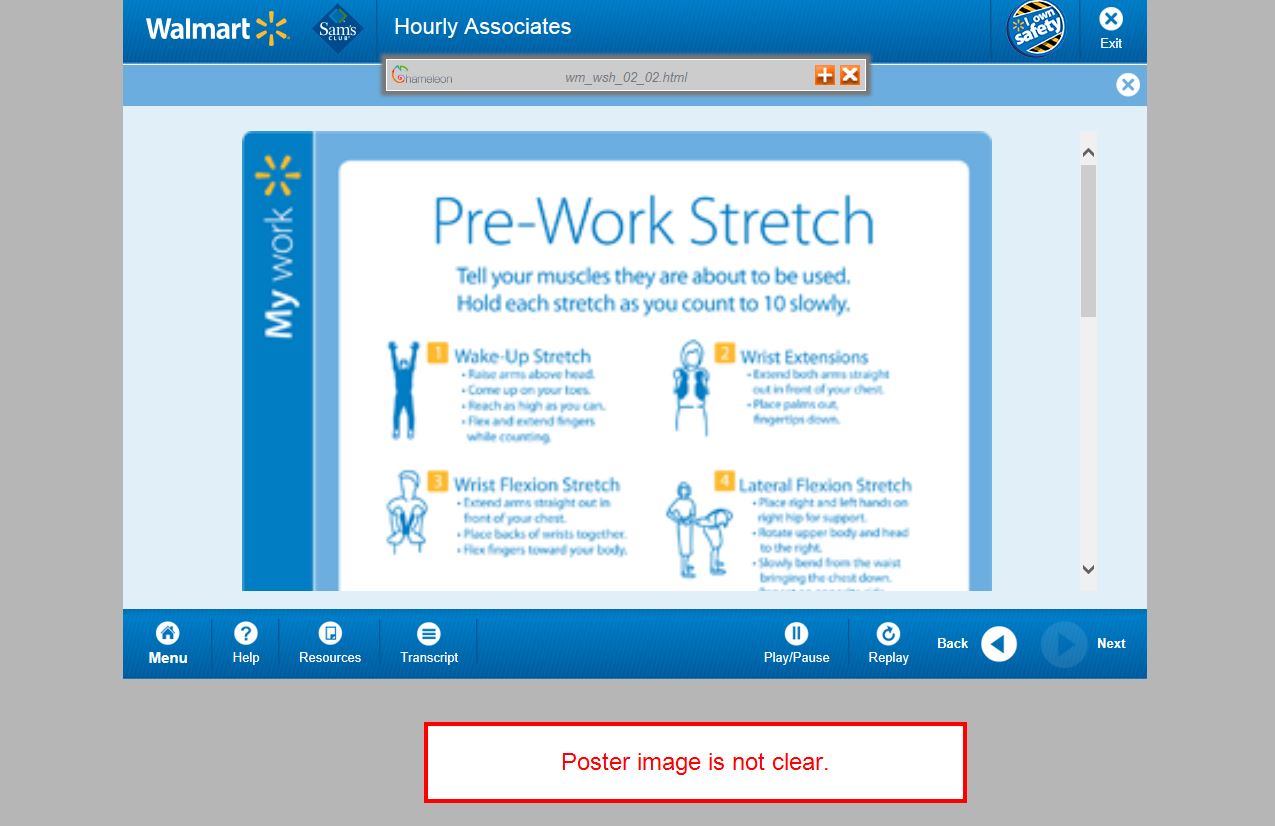 Walmart
Sam's
CLUB
Hourly Associates
I own
safety
Exit
chameleon
wm_wsh_02_02.html
My work
Pre-Work Stretch
Tell your muscles they are about to be used.
Hold each stretch as you count to 10 slowly.
1 Wake-Up Stretch
• Raise arms above head.
• Come up on your toes.
• Reach as high as you can.
• Flex and extend fingers
while counting.
2 Wrist Extensions
• Extend both arms straight
out in front of your chest.
• Place palms out,
fingertips down.
3 Wrist Flexion Stretch
• Extend arms straight out in
front of your chest.
• Place backs of wrists together.
• Flex fingers toward your body.
4 Lateral Flexion Stretch
• Place right and left hands on
right hip for support.
• Rotate upper body and head
to the right.
• Slowly bend from the waist
bringing the chest down.
Menu
Help
Resources
Transcript
Play/Pause
Replay
Back
Next
Poster image is not clear.